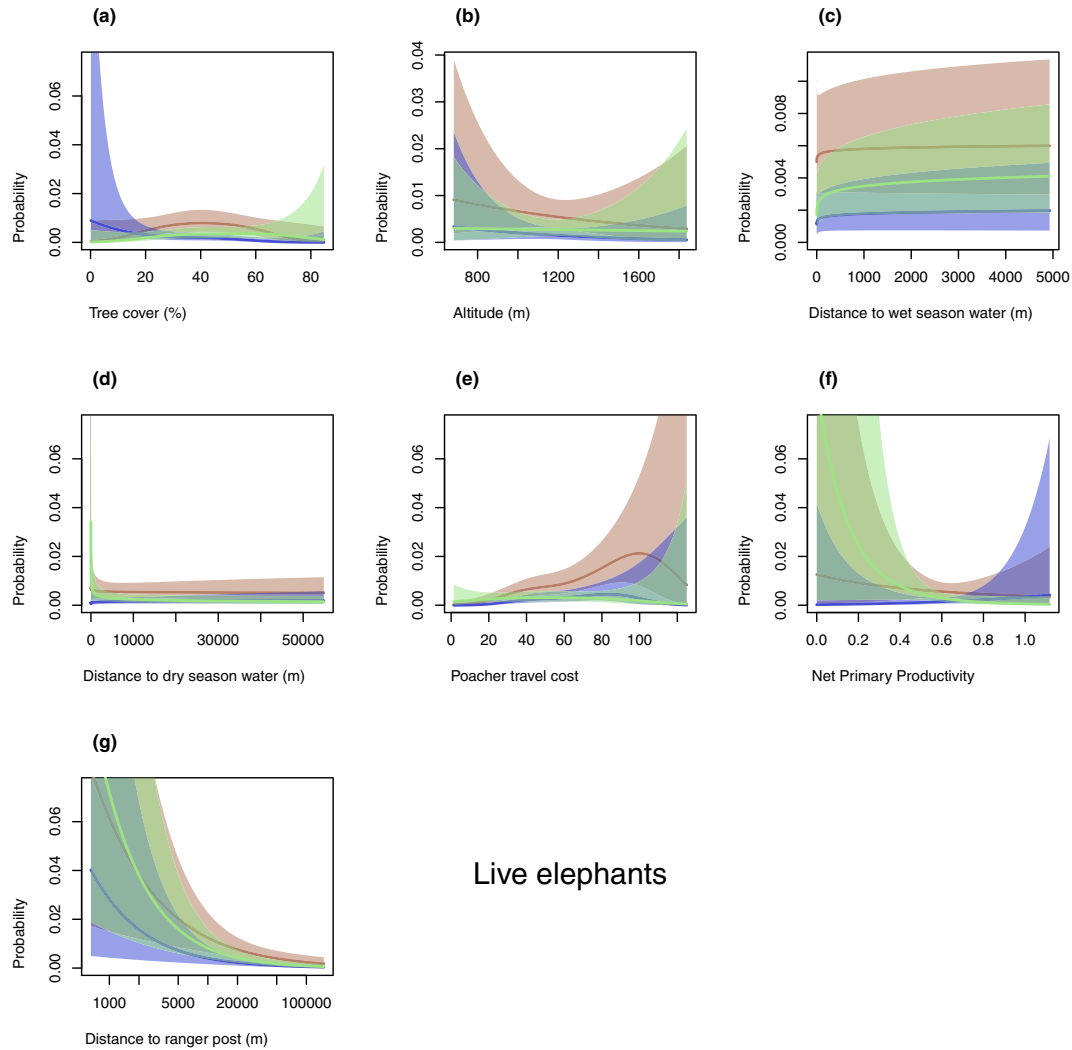 (a) (b) (c)
Probability 0.00 0.02 0.04 0.06
0 20 40 60 80
Tree cover (%)
Probability 0.00 0.01 0.02 0.03 0.04
800 1200 1600
Altitude (m)
Probability 0.000 0.004 0.008
0 1000 2000 3000 4000 5000
Distance to wet season water (m)
(d) (e) (f)
Probability 0.00 0.02 0.04 0.06
0 10000 30000 50000
Distance to dry season water (m)
Probability 0.00 0.02 0.04 0.06
0 20 40 60 80 100
Poacher travel cost
Probability 0.00 0.02 0.04 0.06
0.0 0.2 0.4 0.6 0.8 1.0
Net Primary Productivity
(g)
Probability 0.00 0.02 0.04 0.06
1000 5000 20000 100000
Distance to ranger post (m)
Live elephants